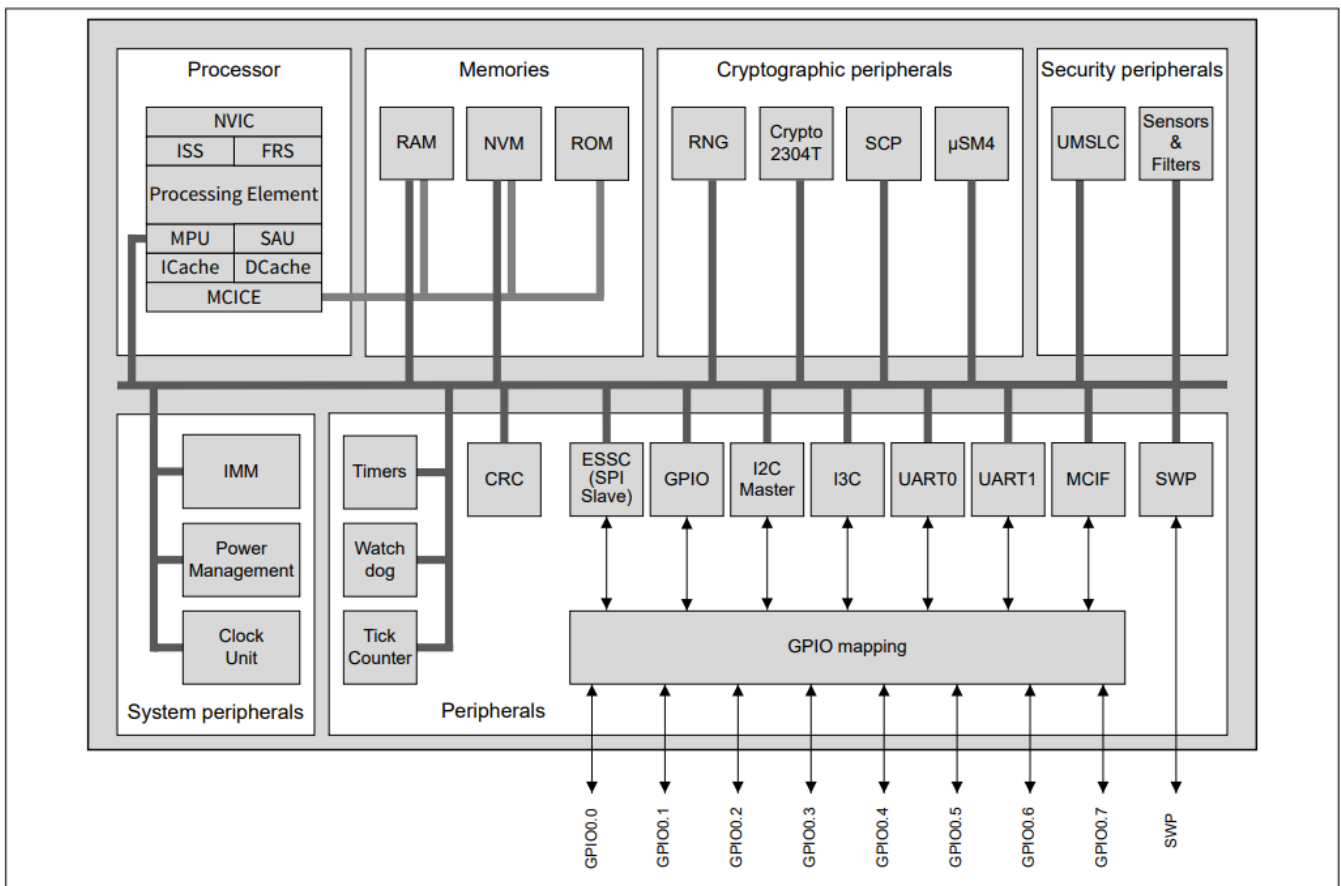 Processor
NVIC
ISS
FRS
Processing Element
MPU
SAU
ICache
DCache
MCICE
Memories
RAM
NVM
ROM
Cryptographic peripherals
RNG
Crypto
2304T
SCP
µSM4
Security peripherals
UMSLC
Sensors
&
Filters
IMM
Power
Management
Clock
Unit
System peripherals
Timers
Watch
dog
Tick
Counter
CRC
ESSC
(SPI
Slave)
GPIO
I2C
Master
I3C
UART0
UART1
MCIF
SWP
GPIO mapping
Peripherals
GPIO0.0
GPIO0.1
GPIO0.2
GPIO0.3
GPIO0.4
GPIO0.5
GPIO0.6
GPIO0.7
SWP